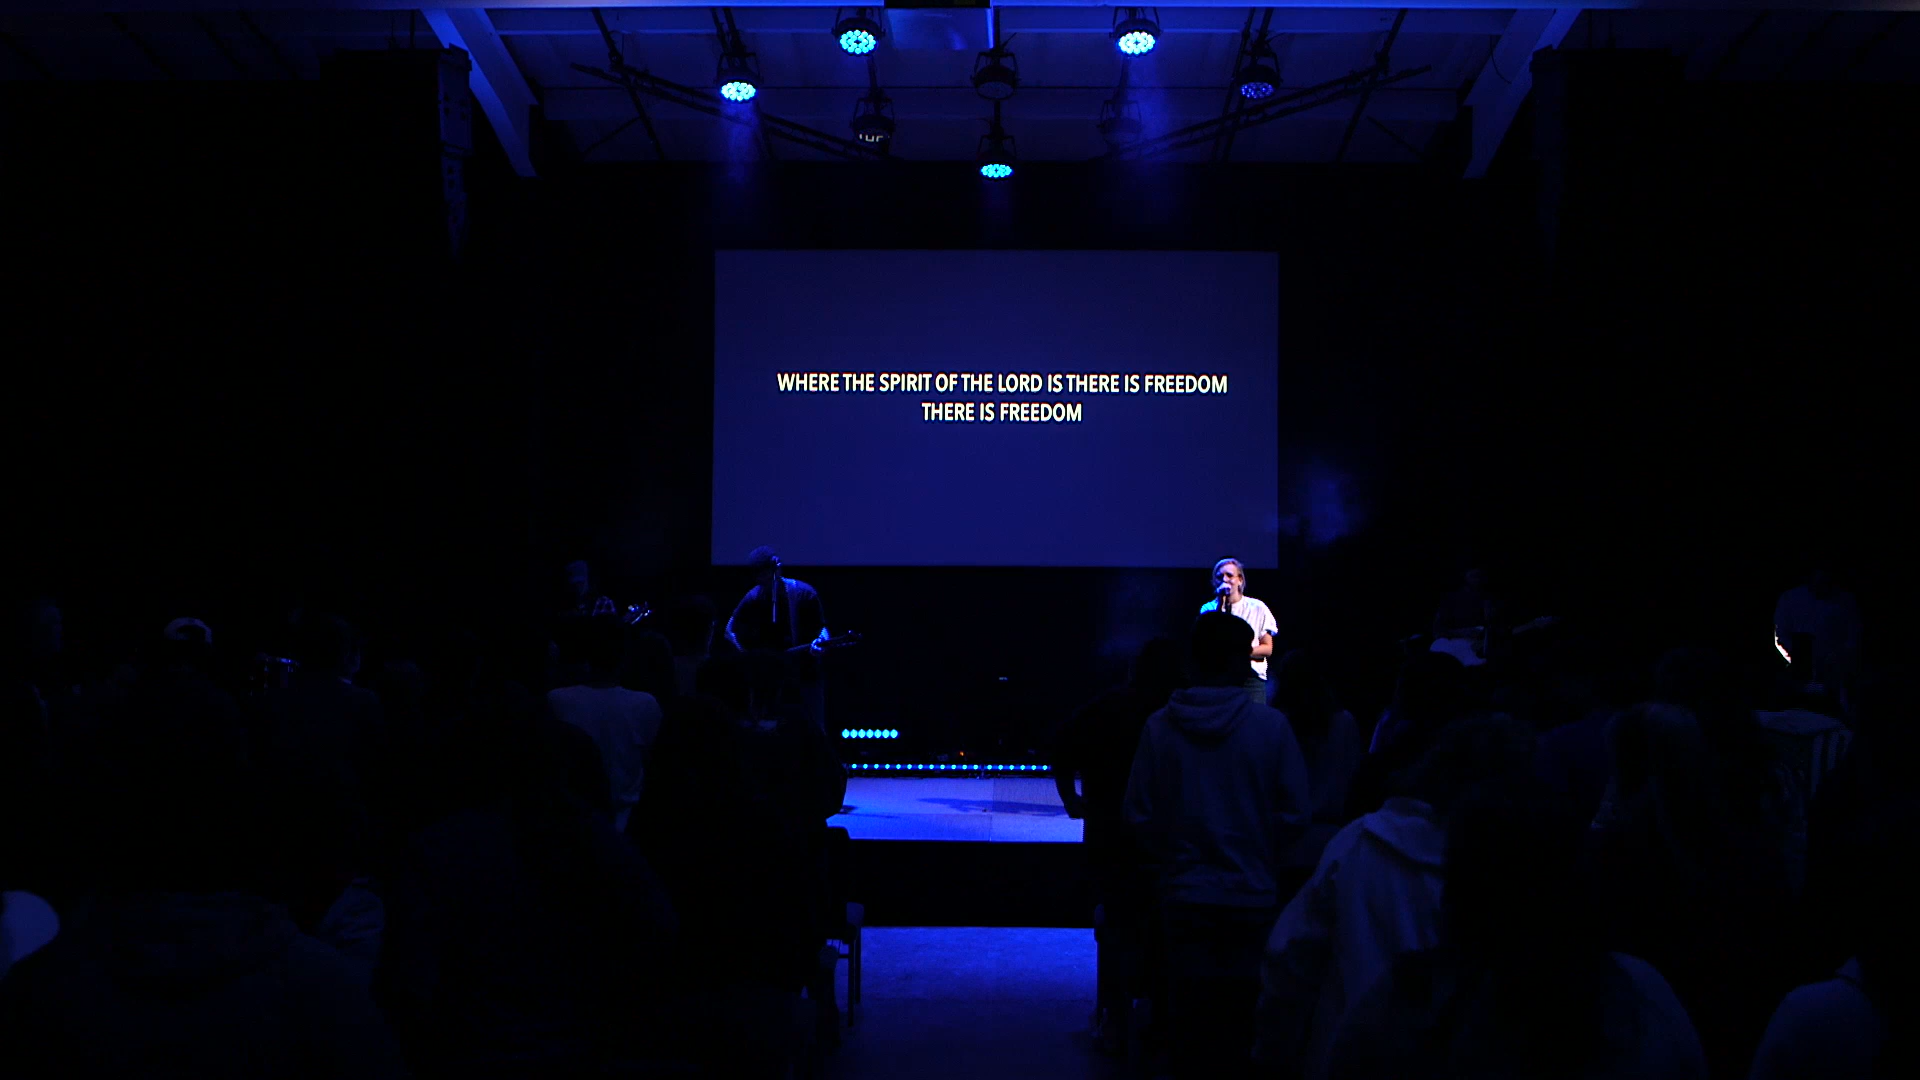 WHERE THE SPIRIT OF THE LORD IS THERE IS FREEDOM
THERE IS FREEDOM